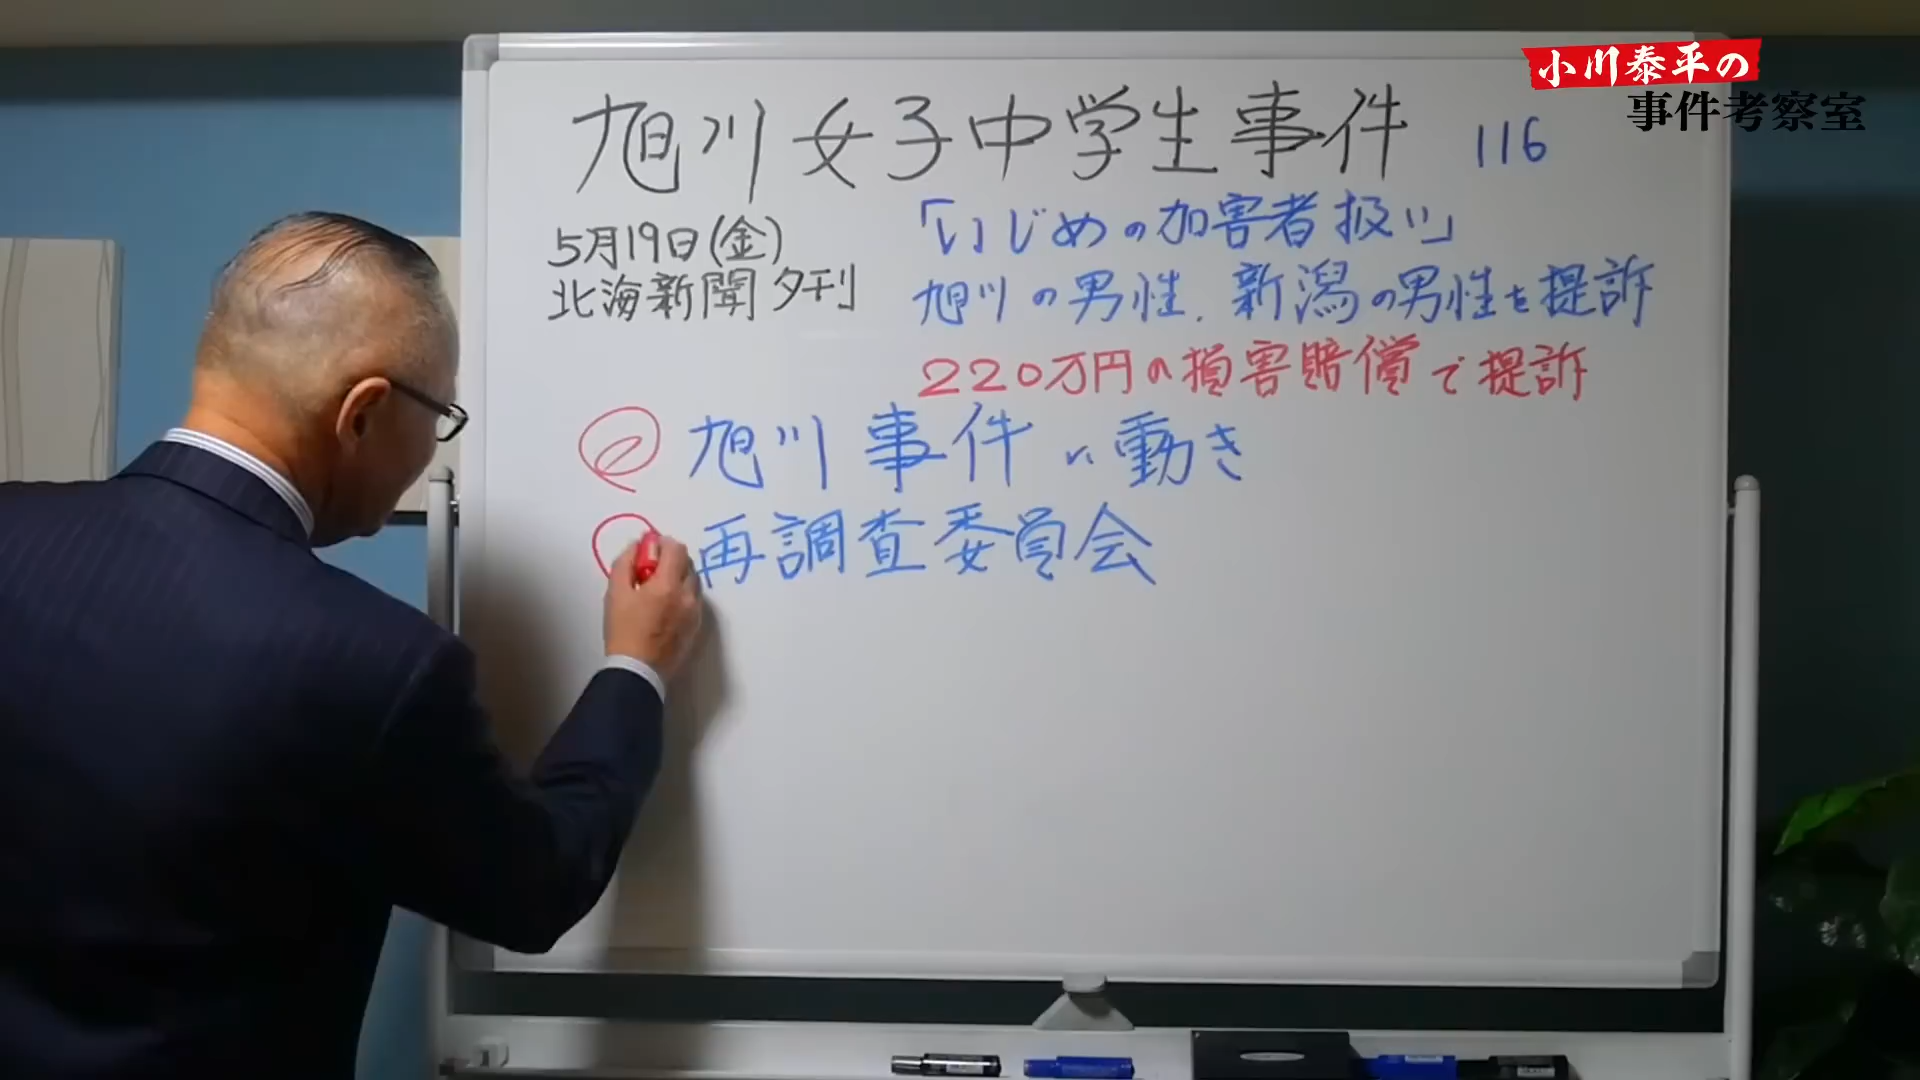 小川泰平の
事件考察室
旭川女子中学生事件 116
5月19日(金)
北海新聞夕刊
「いじめの加害者扱い」
旭川の男性、新潟の男性を提訴
220万円の損害賠償で提訴
旭川事件の動き
再調査委員会